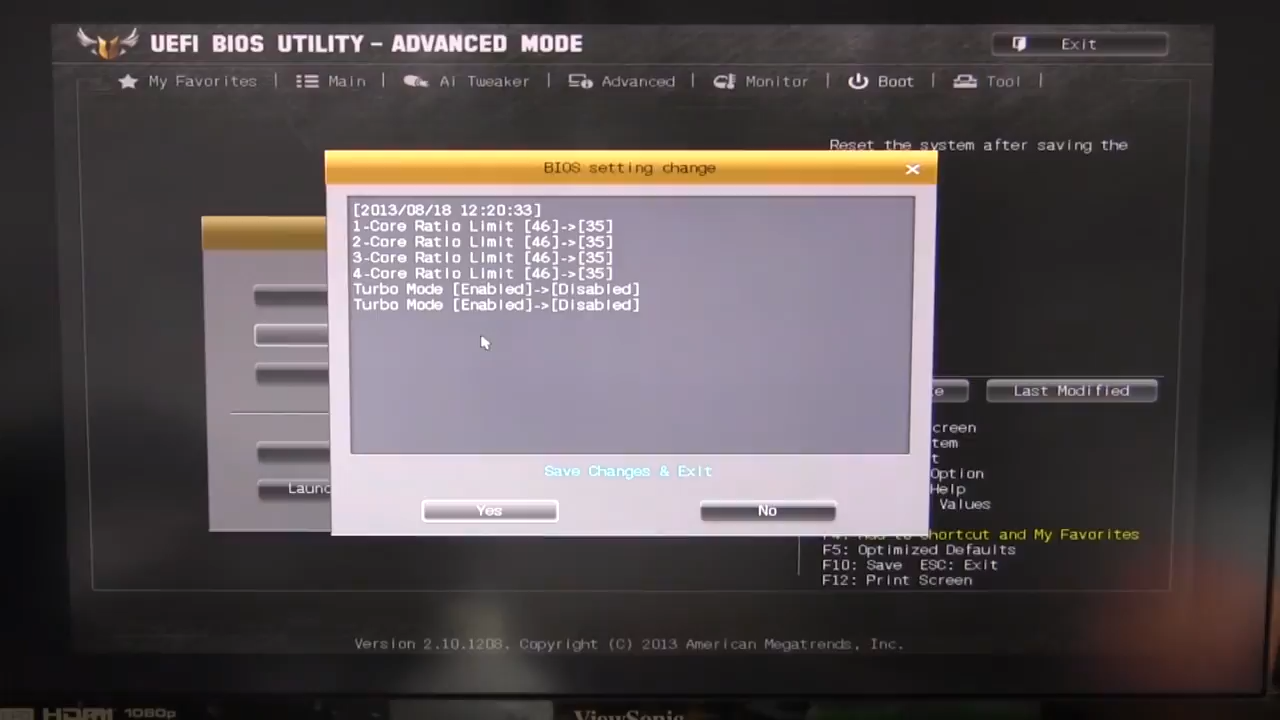 UEFI BIOS UTILITY – ADVANCED MODE
Exit
My Favorites | Main | Ai Tweaker | Advanced | Monitor | Boot | Tool |
Reset the system after saving the
BIOS setting change
[2013/08/18 12:20:33]
1-Core Ratio Limit [46]->[35]
2-Core Ratio Limit [46]->[35]
3-Core Ratio Limit [46]->[35]
4-Core Ratio Limit [46]->[35]
Turbo Mode [Enabled]->[Disabled]
Turbo Mode [Enabled]->[Disabled]
Save Changes & Exit
Yes
No
Last Modified
Option
Help
Values
and My Favorites
F5: Optimized Defaults
F10: Save ESC: Exit
F12: Print Screen
Version 2.10.1208. Copyright (C) 2013 American Megatrends, Inc.
HDMI 1080p
ViewSonic